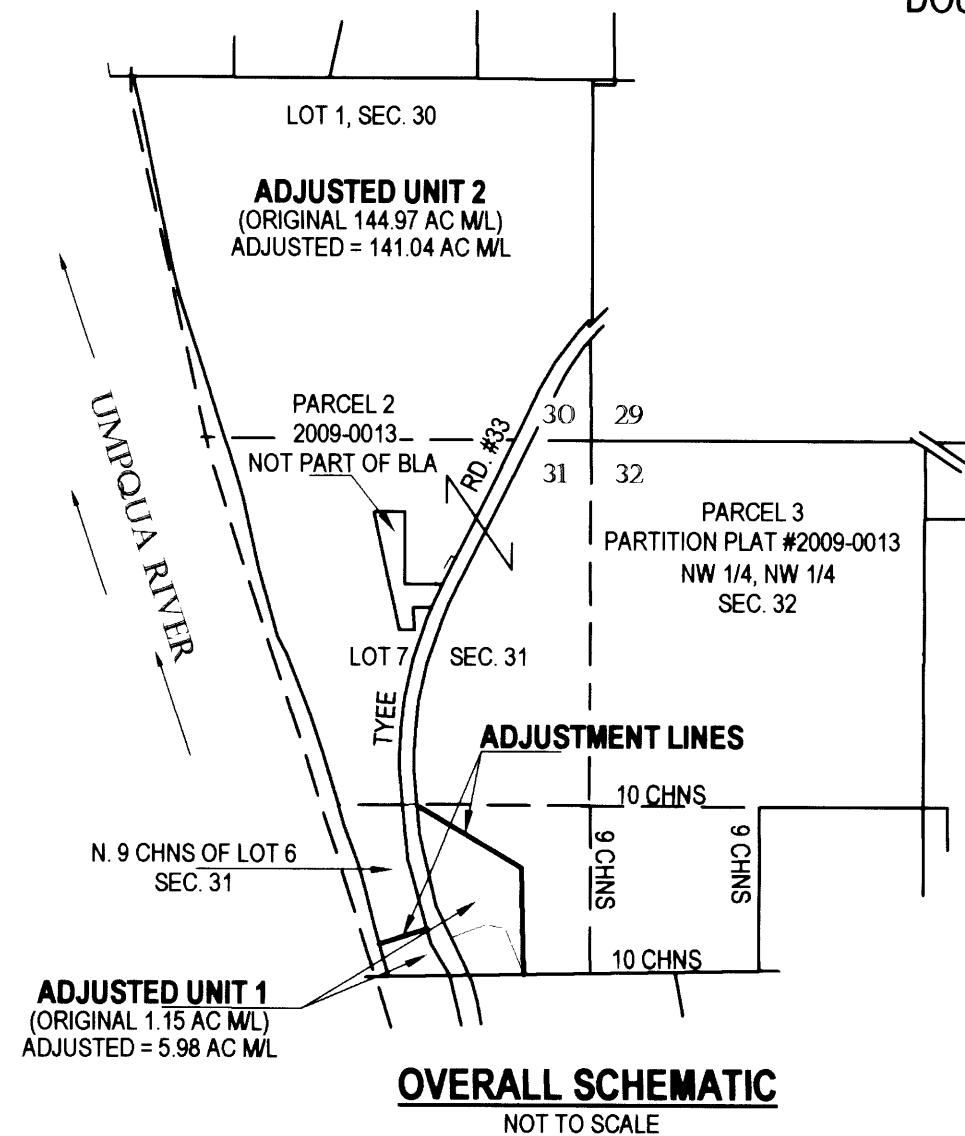 LOT 1, SEC. 30
ADJUSTED UNIT 2
(ORIGINAL 144.97 AC M/L)
ADJUSTED = 141.04 AC M/L
UMPQUA RIVER
PARCEL 2
2009-0013
NOT PART OF BLA
RD. #33
30
29
31
32
PARCEL 3
PARTITION PLAT #2009-0013
NW 1/4, NW 1/4
SEC. 32
LOT 7
SEC. 31
TYEE
ADJUSTMENT LINES
10 CHNS
N. 9 CHNS OF LOT 6
SEC. 31
9 CHNS
9 CHNS
10 CHNS
ADJUSTED UNIT 1
(ORIGINAL 1.15 AC M/L)
ADJUSTED = 5.98 AC M/L
OVERALL SCHEMATIC
NOT TO SCALE